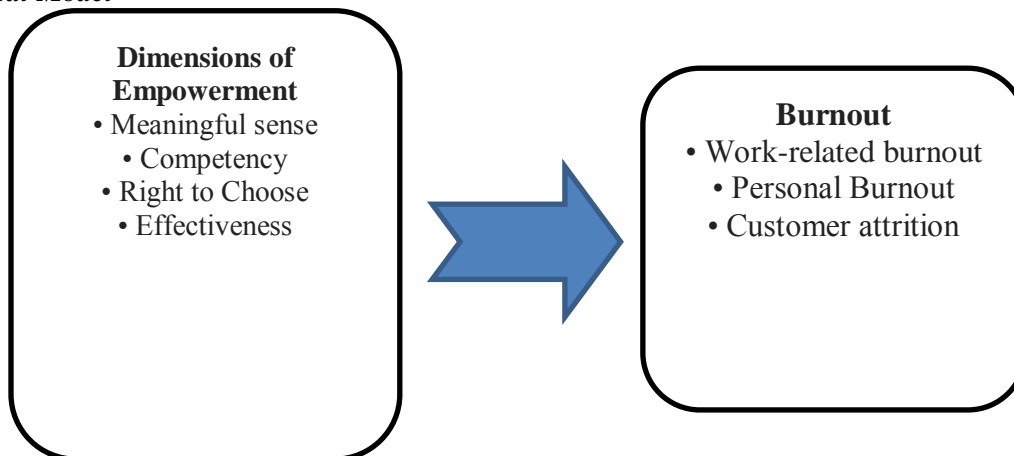 Dimensions of
Empowerment
• Meaningful sense
• Competency
• Right to Choose
• Effectiveness
Burnout
• Work-related burnout
• Personal Burnout
• Customer attrition